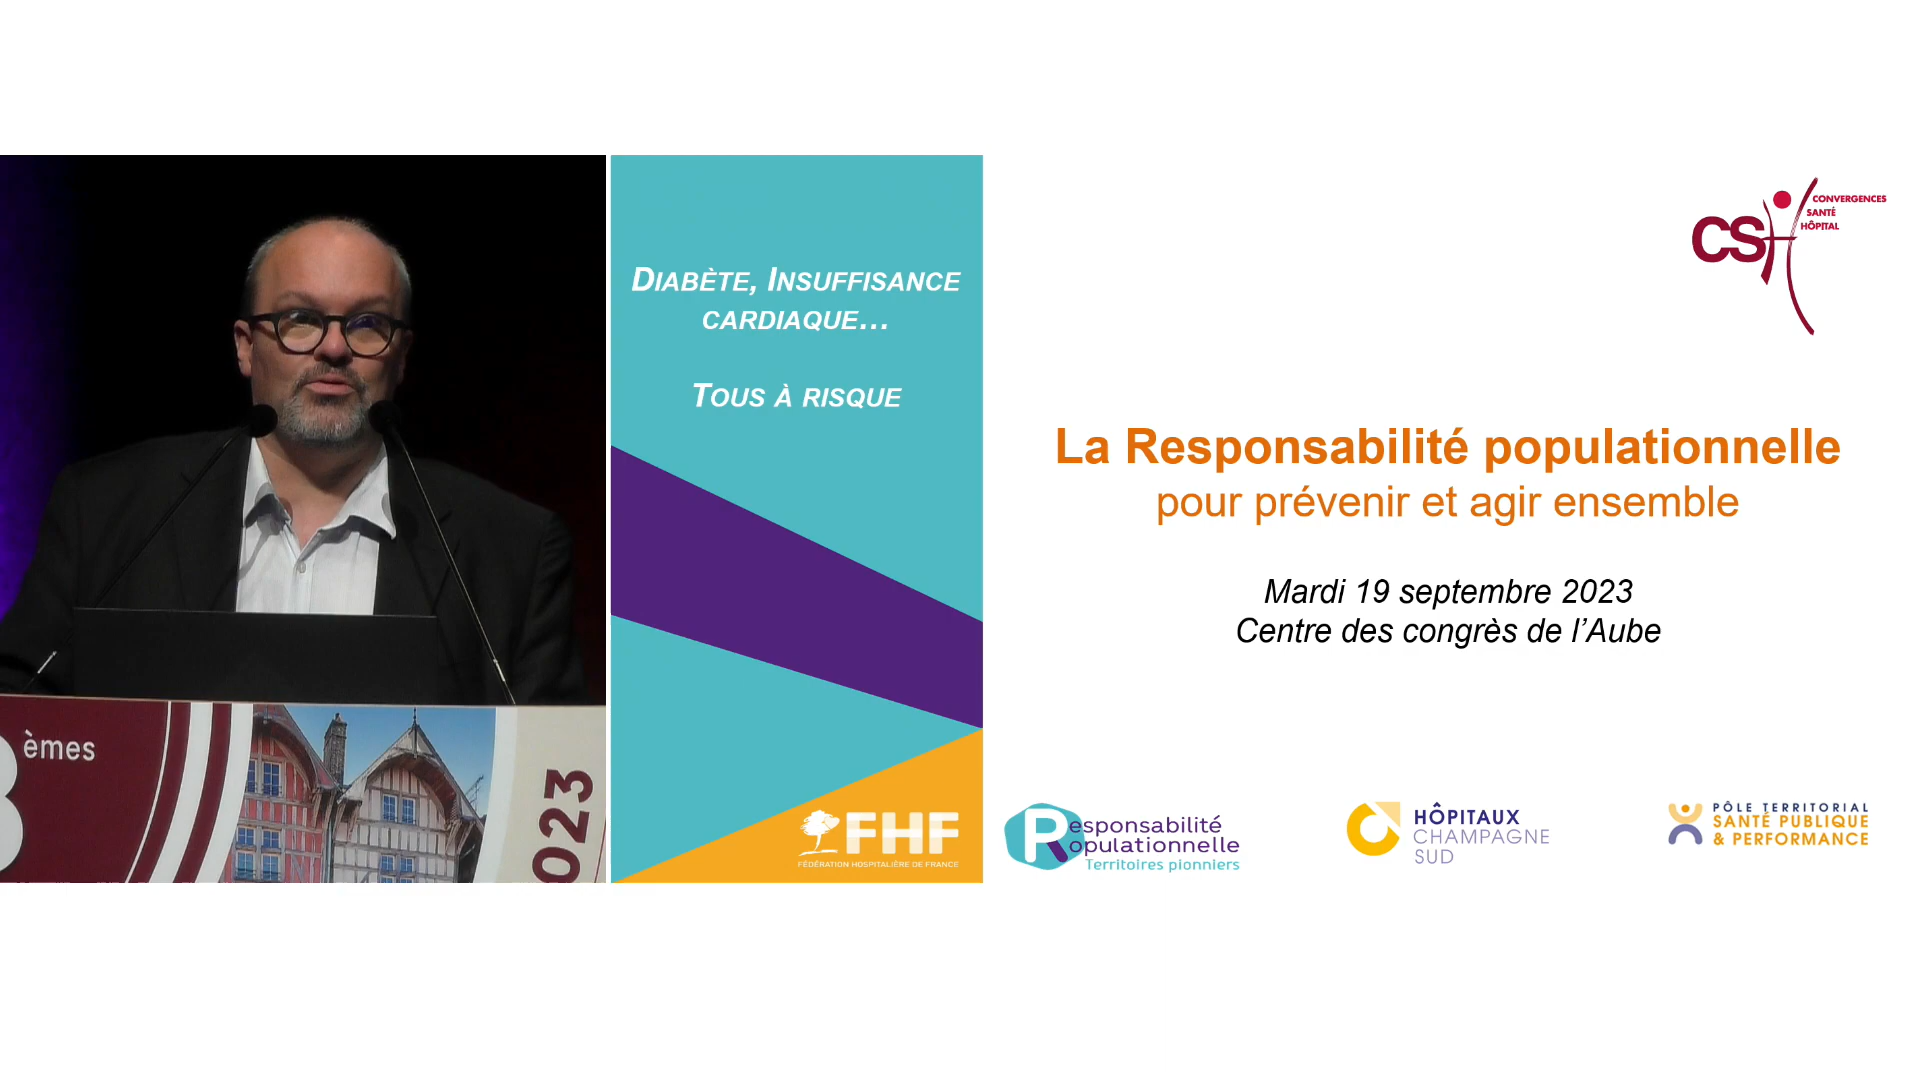 èmes
2023
DIABÈTE, INSUFFISANCE
CARDIAQUE…
TOUS À RISQUE
FHF
FÉDÉRATION HOSPITALIÈRE DE FRANCE
CSH
CONVERGENCES
SANTÉ
HÔPITAL
La Responsabilité populationnelle
pour prévenir et agir ensemble
Mardi 19 septembre 2023
Centre des congrès de l’Aube
Responsabilité
Populationnelle
Territoires pionniers
HÔPITAUX
CHAMPAGNE
SUD
PÔLE TERRITORIAL
SANTÉ PUBLIQUE
& PERFORMANCE